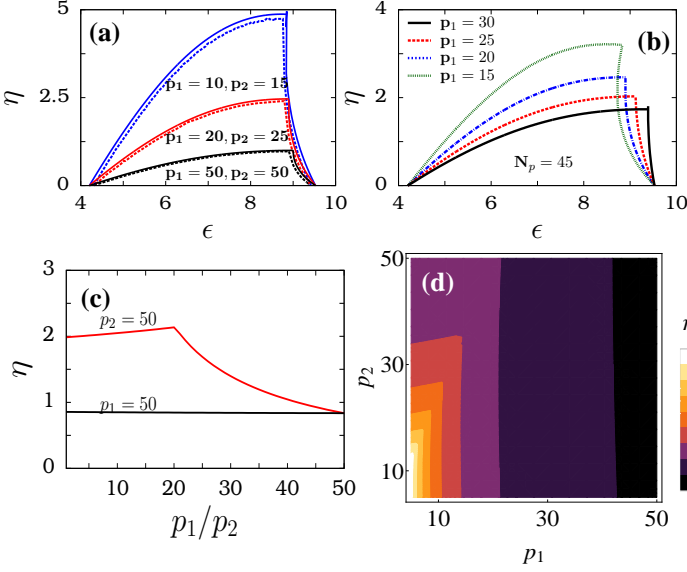 5
(a)
η
2.5
p₁ = 10, p₂ = 15
p₁ = 20, p₂ = 25
p₁ = 50, p₂ = 50
0
4 6 8 10
ϵ
4
p₁ = 30
p₁ = 25
p₁ = 20
p₁ = 15
(b)
η
2
N_p = 45
0
4 6 8 10
ϵ
3
(c)
p₂ = 50
2
η
1
p₁ = 50
0
10 20 30 40 50
p₁/p₂
50
(d)
30
p₂
10
10 30 50
p₁